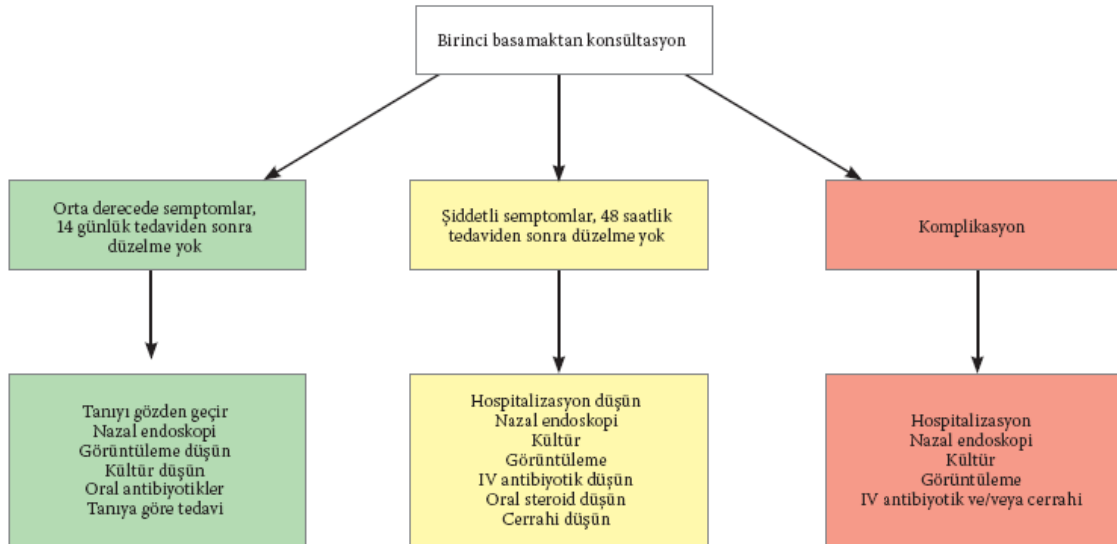 Birinci basamaktan konsültasyon
Orta derecede semptomlar,
14 günlük tedaviden sonra
düzelme yok
Şiddetli semptomlar, 48 saatlik
tedaviden sonra düzelme yok
Komplikasyon
Tanıyı gözden geçir
Nazal endoskopi
Görüntüleme düşün
Kültür düşün
Oral antibiyotikler
Tanıya göre tedavi
Hospitalizasyon düşün
Nazal endoskopi
Kültür
Görüntüleme
IV antibiyotik düşün
Oral steroid düşün
Cerrahi düşün
Hospitalizasyon
Nazal endoskopi
Kültür
Görüntüleme
IV antibiyotik ve/veya cerrahi